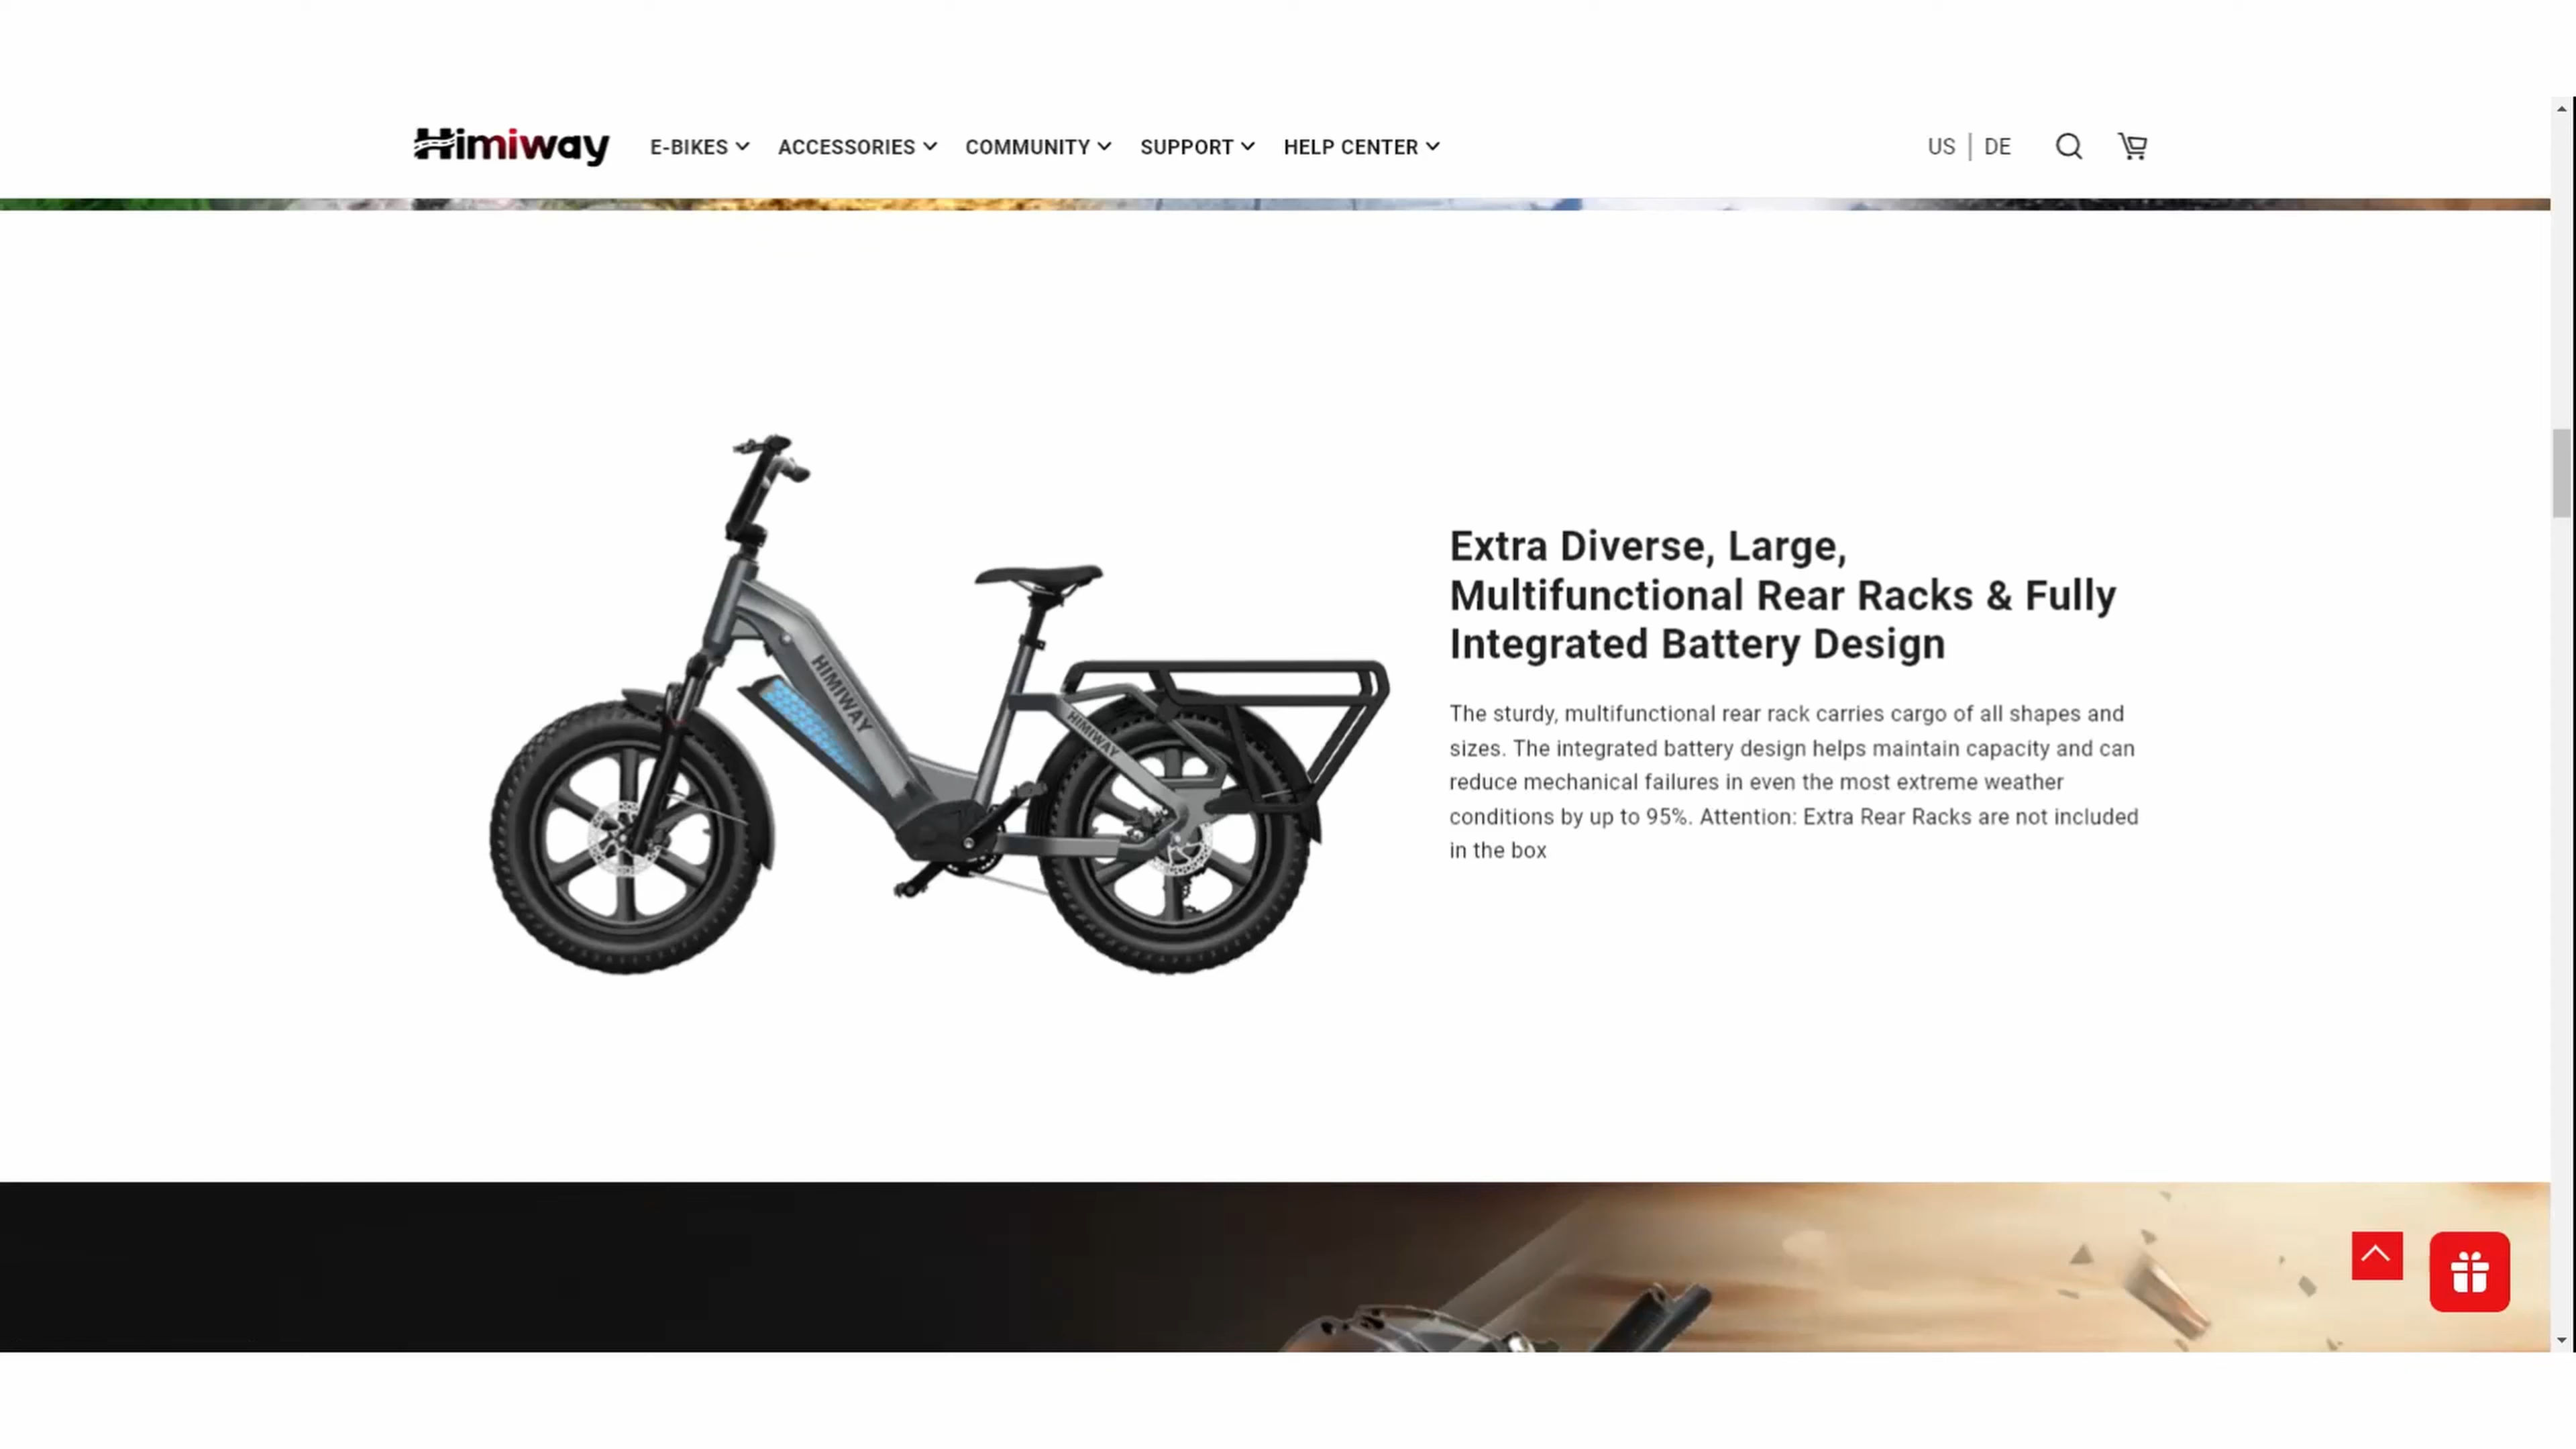 Himiway
E-BIKES
ACCESSORIES
COMMUNITY
SUPPORT
HELP CENTER
US | DE
Extra Diverse, Large,
Multifunctional Rear Racks & Fully
Integrated Battery Design
The sturdy, multifunctional rear rack carries cargo of all shapes and
sizes. The integrated battery design helps maintain capacity and can
reduce mechanical failures in even the most extreme weather
conditions by up to 95%. Attention: Extra Rear Racks are not included
in the box
HIMIWAY
HIMIWAY